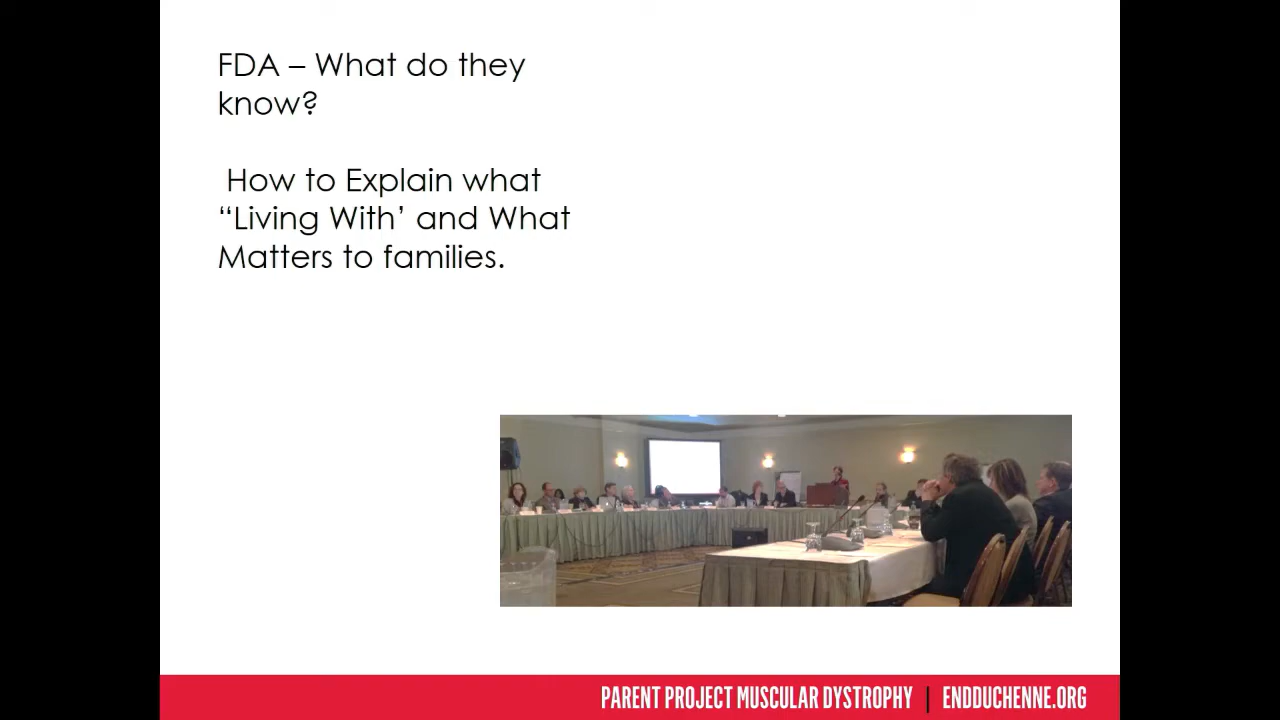 FDA – What do they
know?
How to Explain what
“Living With’ and What
Matters to families.
PARENT PROJECT MUSCULAR DYSTROPHY | ENDDUCHENNE.ORG